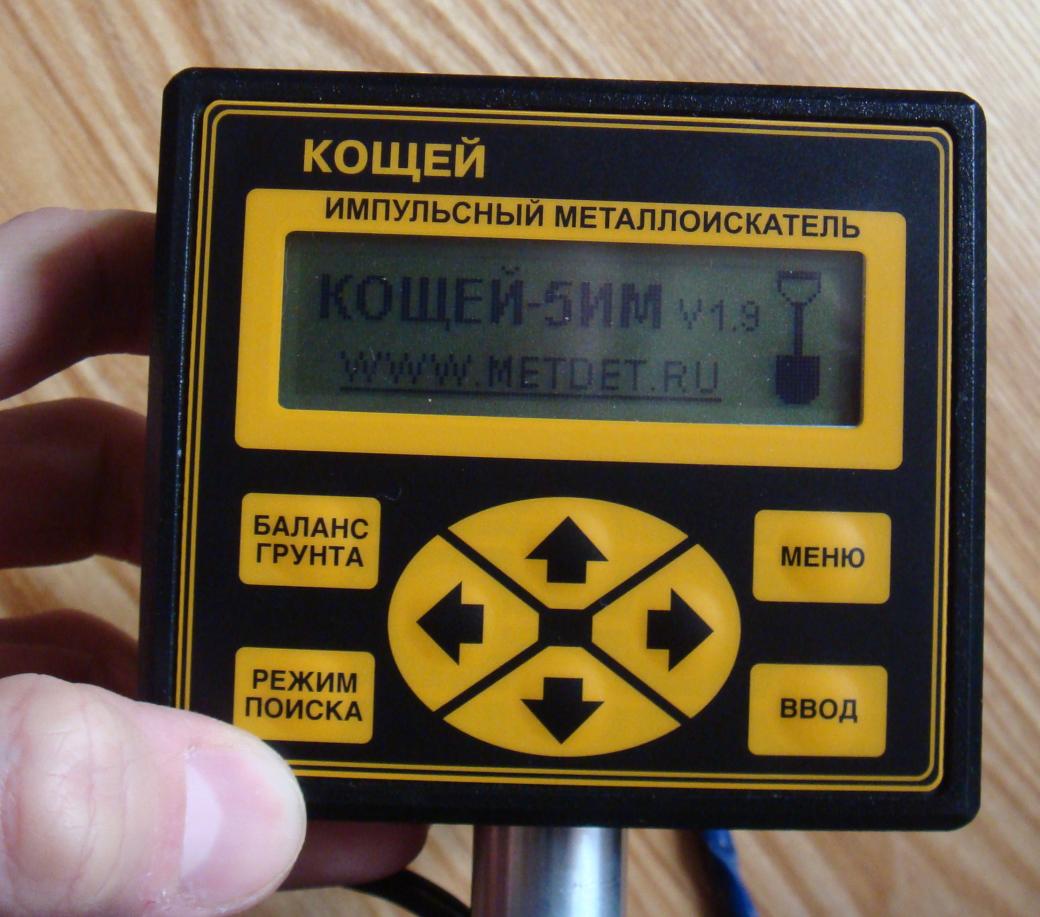 КОЩЕЙ
ИМПУЛЬСНЫЙ МЕТАЛЛОИСКАТЕЛЬ
КОЩЕЙ-5ИМ V1.9
WWW.METDET.RU
БАЛАНС
ГРУНТА
МЕНЮ
РЕЖИМ
ПОИСКА
ВВОД